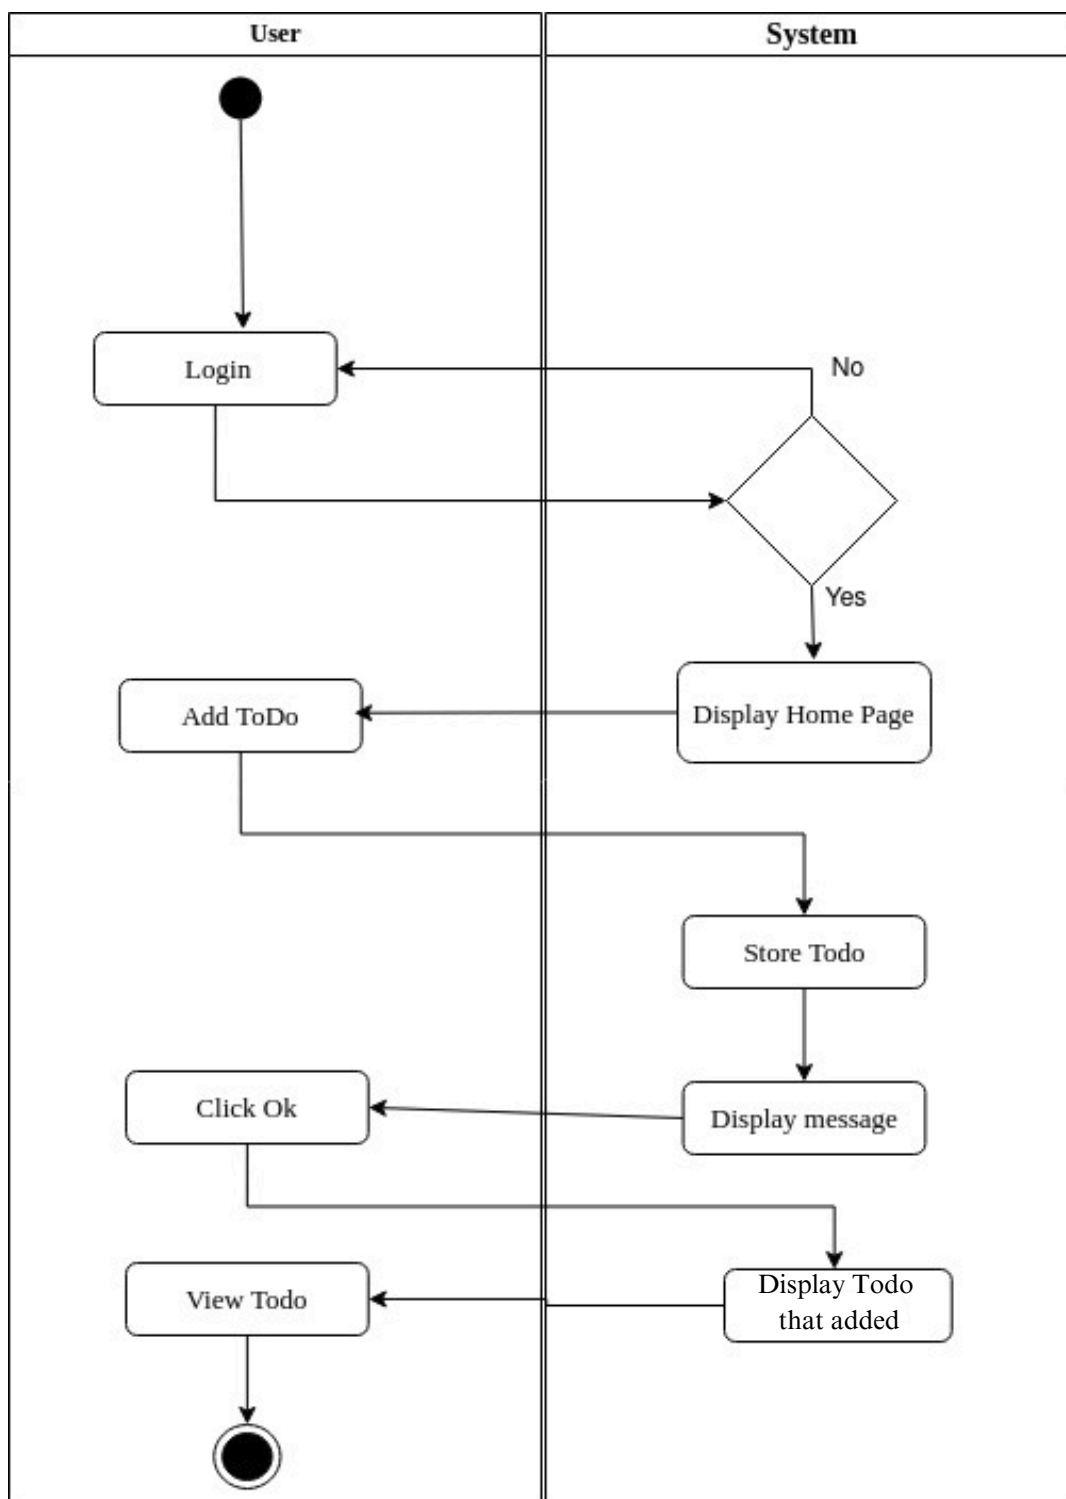 User
System
Login
No
Yes
Add ToDo
Display Home Page
Store Todo
Click Ok
Display message
View Todo
Display Todo
that added